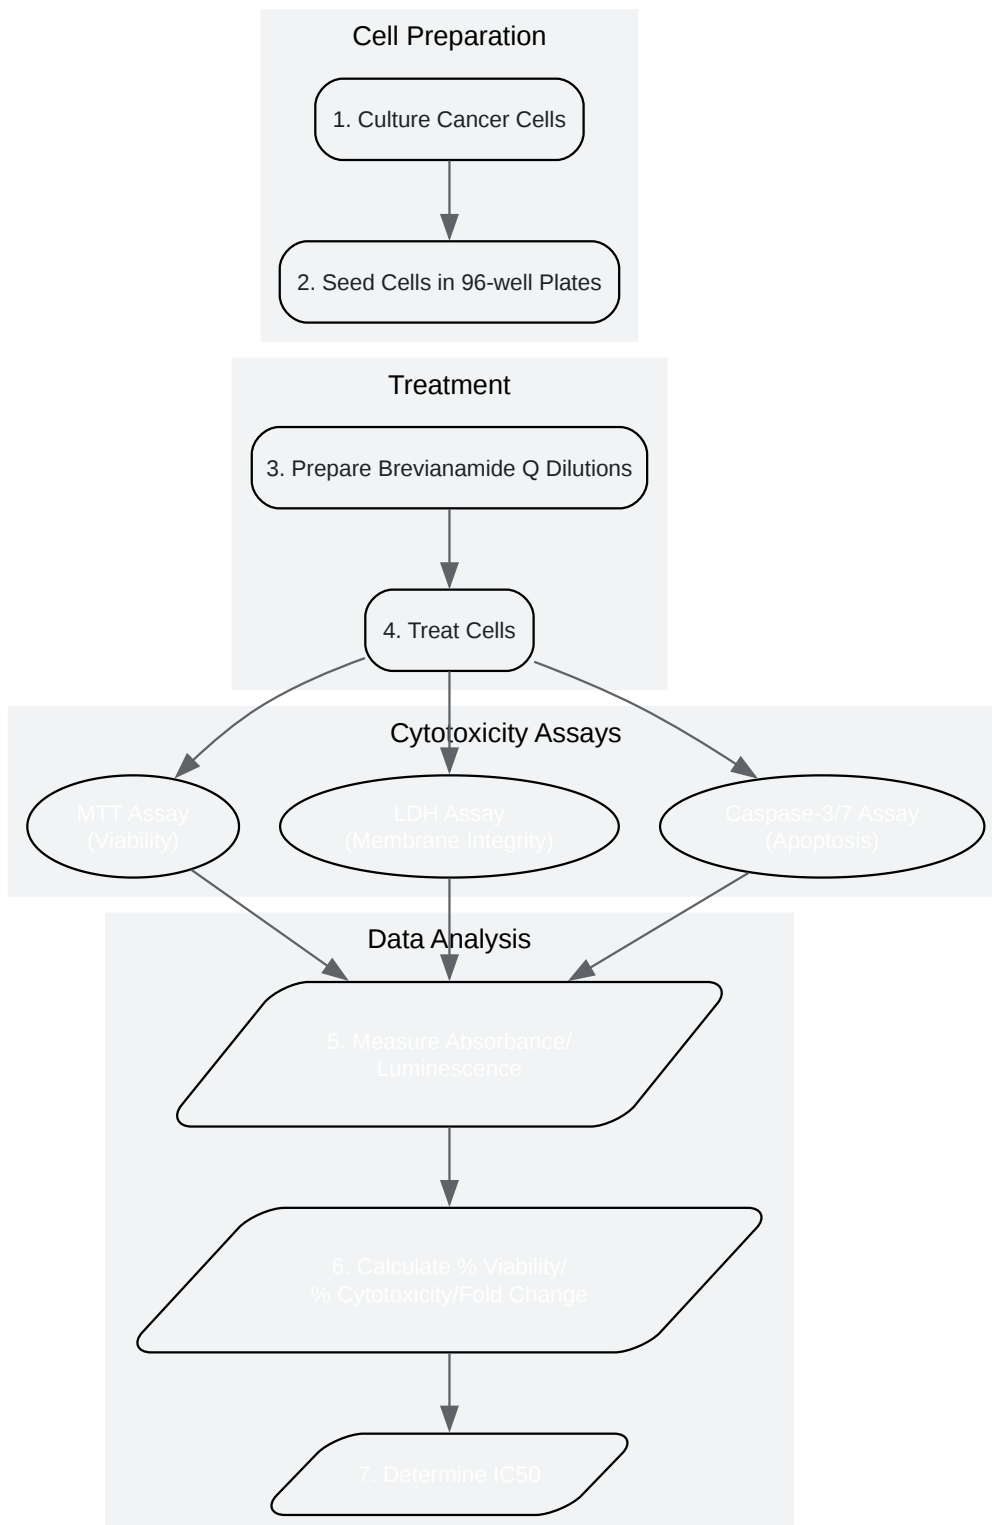 Cell Preparation
1. Culture Cancer Cells
2. Seed Cells in 96-well Plates
Treatment
3. Prepare Brevianamide Q Dilutions
4. Treat Cells
Cytotoxicity Assays
MTT Assay
(Viability)
LDH Assay
(Membrane Integrity)
Caspase-3/7 Assay
(Apoptosis)
Data Analysis
5. Measure Absorbance/
Luminescence
6. Calculate % Viability/
% Cytotoxicity/Fold Change
7. Determine IC50